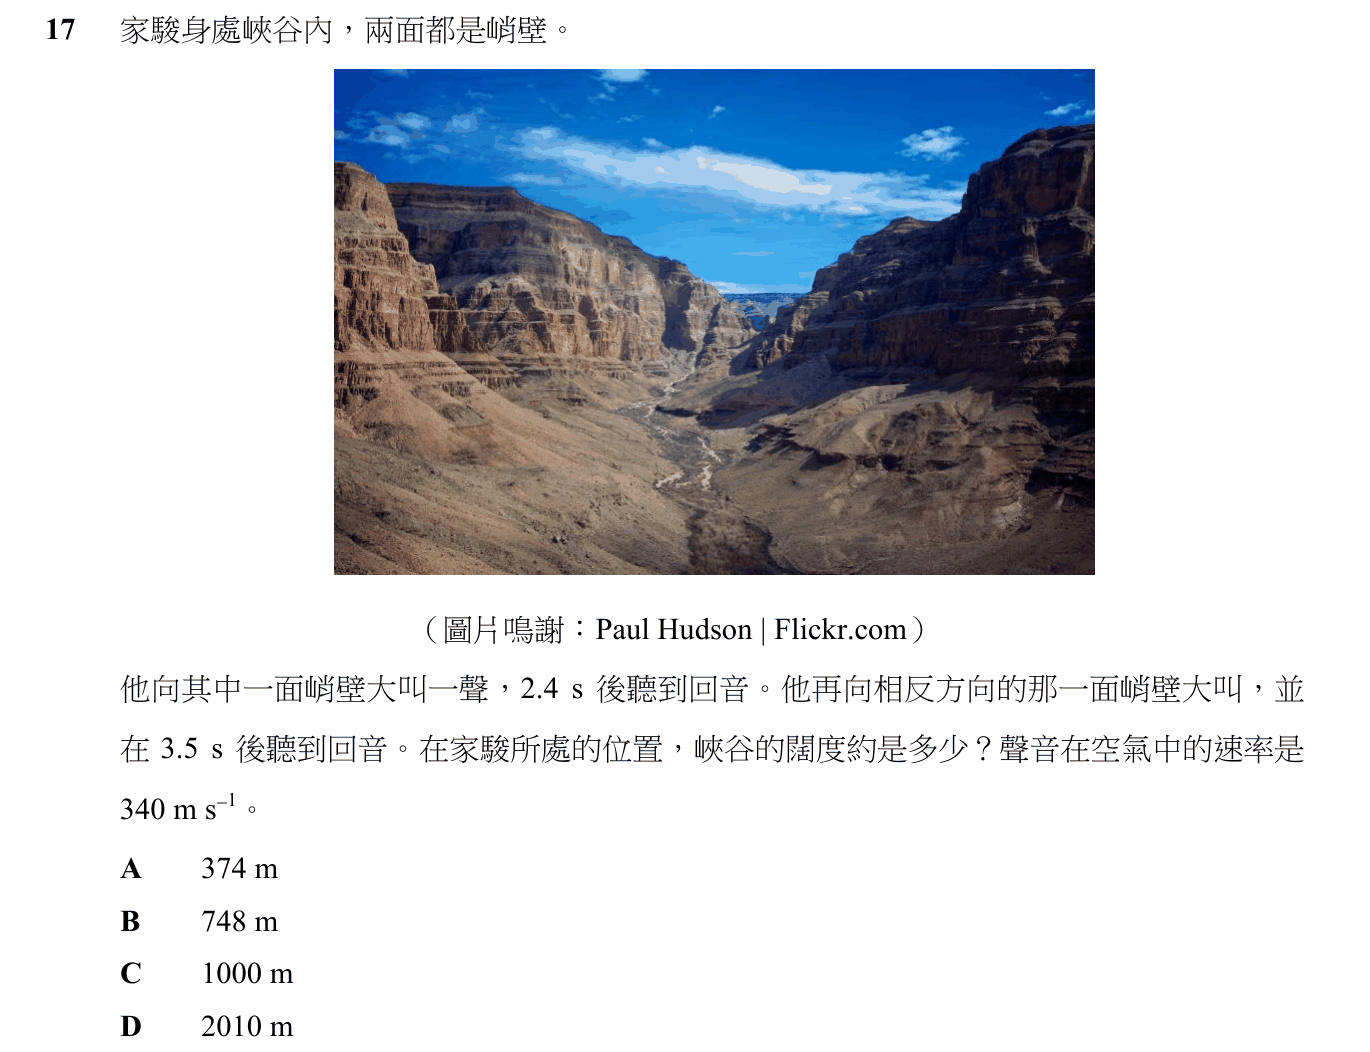 17 家駿身處峽谷內，兩面都是峭壁。
（圖片鳴謝：Paul Hudson | Flickr.com）
他向其中一面峭壁大叫一聲，2.4 s 後聽到回音。他再向相反方向的那一面峭壁大叫，並
在 3.5 s 後聽到回音。在家駿所處的位置，峽谷的闊度約是多少？聲音在空氣中的速率是
340 m s⁻¹。
A 374 m
B 748 m
C 1000 m
D 2010 m